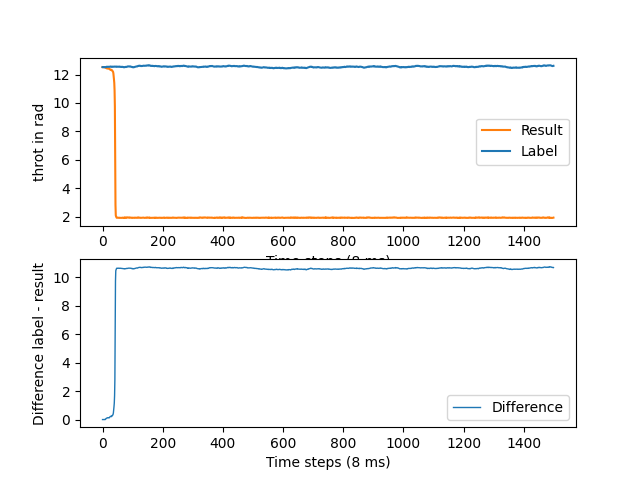 12
10
8
6
4
2
throt in rad
Result
Label
0 200 400 600 800 1000 1200 1400
Time steps (8 ms)
10
8
6
4
2
0
Difference label - result
Difference
0 200 400 600 800 1000 1200 1400
Time steps (8 ms)